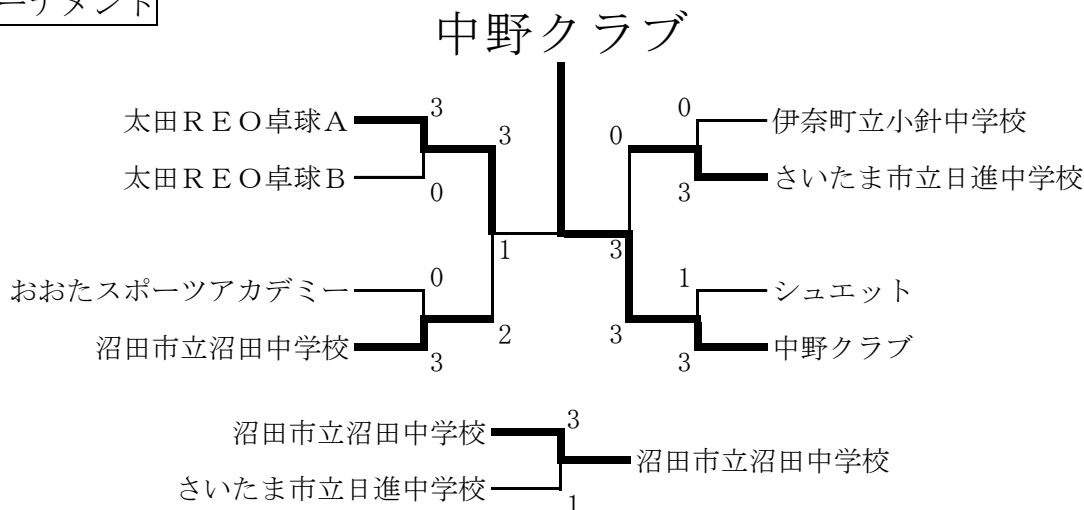 ーナメント
中野クラブ
太田ＲＥＯ卓球Ａ
3
3
太田ＲＥＯ卓球Ｂ
0
1
おおたスポーツアカデミー
0
2
沼田市立沼田中学校
3
0
伊奈町立小針中学校
0
さいたま市立日進中学校
3
3
1
シュエット
3
中野クラブ
3
沼田市立沼田中学校
3
沼田市立沼田中学校
さいたま市立日進中学校
1